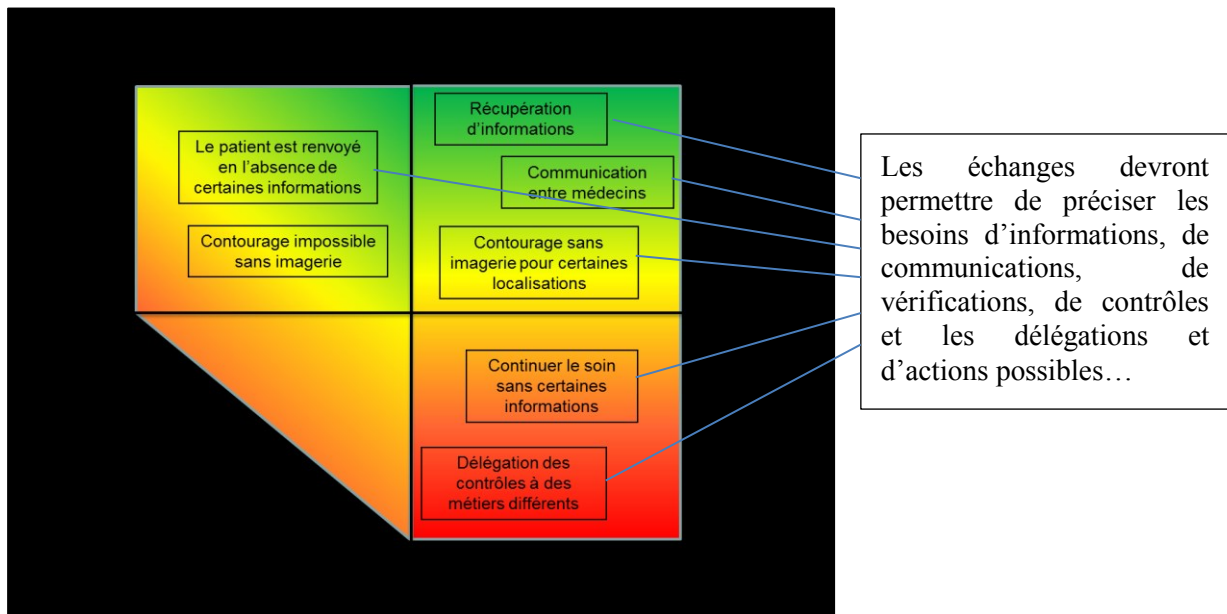 Récupération
d'informations
Le patient est renvoyé
en l'absence de
certaines informations
Communication
entre médecins
Contourage impossible
sans imagerie
Contourage sans
imagerie pour certaines
localisations
Continuer le soin
sans certaines
informations
Délégation des
contrôles à des
métiers différents
Les échanges devront
permettre de préciser les
besoins d'informations, de
communications, de
vérifications, de contrôles
et les délégations et
d'actions possibles…